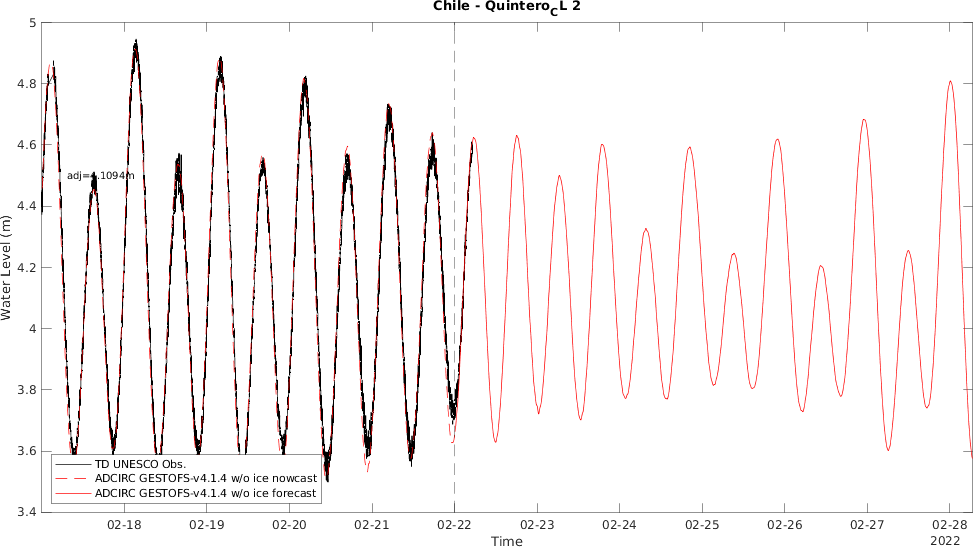 Chile - QuinteroCL 2
5
4.8
4.6
4.4
4.2
4
3.8
3.6
3.4
Water Level (m)
adj=4.1094m
TD UNESCO Obs.
ADCIRC GESTOFS-v4.1.4 w/o ice nowcast
ADCIRC GESTOFS-v4.1.4 w/o ice forecast
02-18 02-19 02-20 02-21 02-22 02-23 02-24 02-25 02-26 02-27 02-28
Time
2022